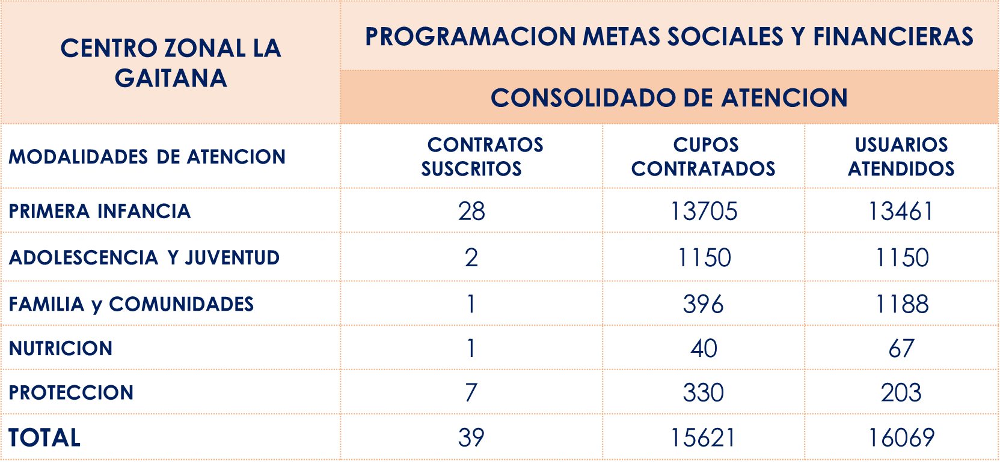 CENTRO ZONAL LA
GAITANA
PROGRAMACION METAS SOCIALES Y FINANCIERAS
CONSOLIDADO DE ATENCION
MODALIDADES DE ATENCION
CONTRATOS
SUSCRITOS
CUPOS
CONTRATADOS
USUARIOS
ATENDIDOS
PRIMERA INFANCIA 28 13705 13461
ADOLESCENCIA Y JUVENTUD 2 1150 1150
FAMILIA y COMUNIDADES 1 396 1188
NUTRICION 1 40 67
PROTECCION 7 330 203
TOTAL 39 15621 16069